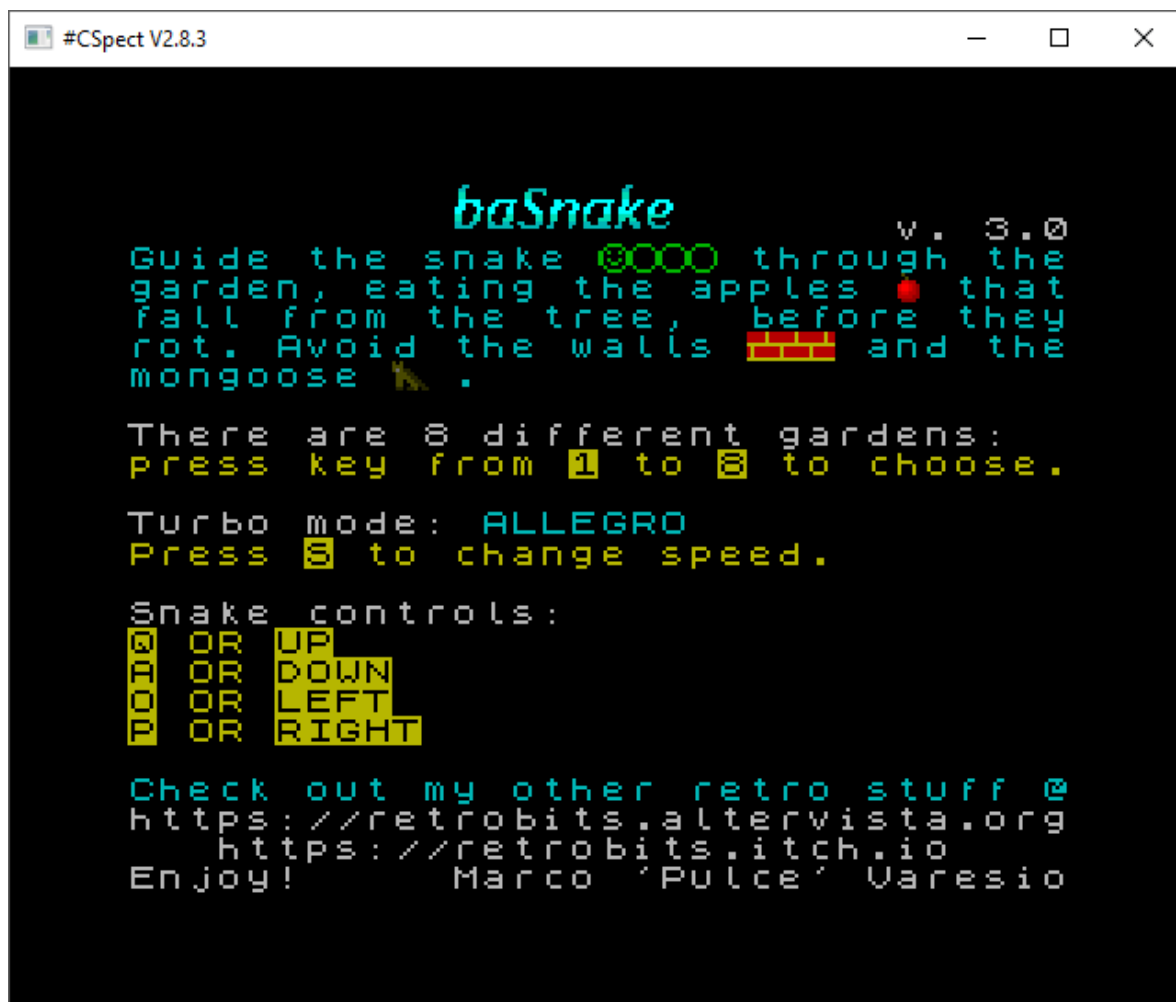 #CSpect V2.8.3
baSnake
v. 3.0
Guide the snake through the
garden, eating the apples that
fall from the tree, before they
rot. Avoid the walls and the
mongoose .
There are 8 different gardens:
press key from 1 to 8 to choose.
Turbo mode: ALLEGRO
Press S to change speed.
Snake controls:
Q OR UP
A OR DOWN
O OR LEFT
P OR RIGHT
Check out my other retro stuff @
https://retrobits.altervista.org
https://retrobits.itch.io
Enjoy! Marco 'Pulce' Varesio